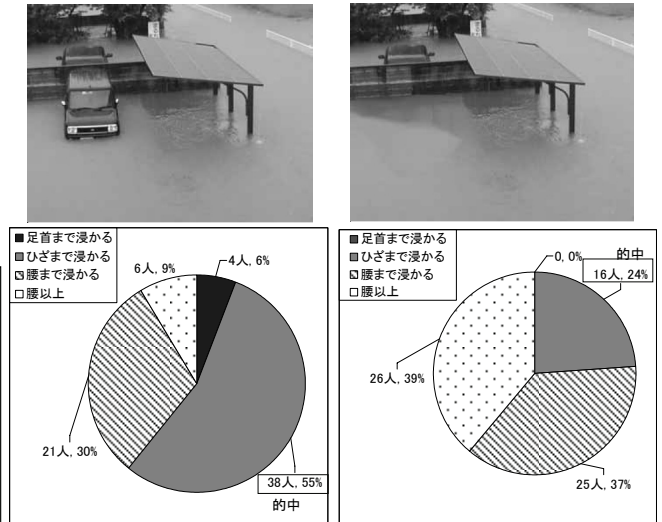 ■足首まで浸かる
■ひざまで浸かる
腰まで浸かる
□腰以上
6人, 9%
4人, 6%
21人, 30%
38人, 55%
的中
■足首まで浸かる
■ひざまで浸かる
腰まで浸かる
□腰以上
0, 0%
的中
16人, 24%
26人, 39%
25人, 37%